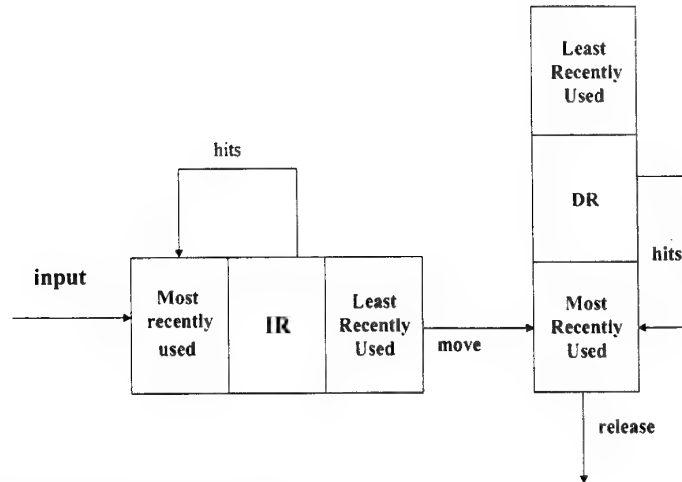 Least
Recently
Used
hits
DR
hits
input
Most
recently
used
IR
Least
Recently
Used
move
Most
Recently
Used
release